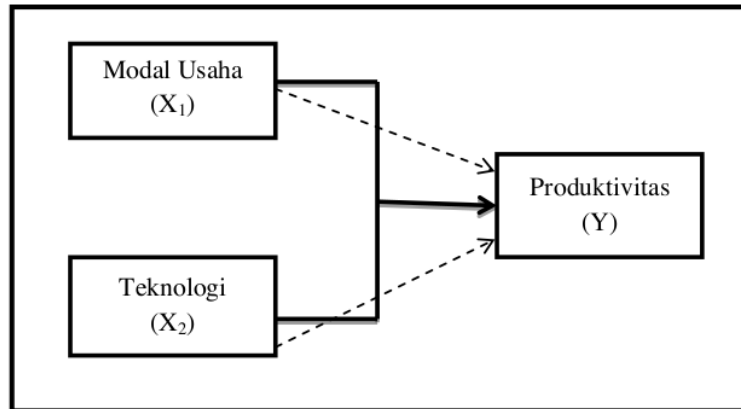 Modal Usaha
(X₁)
Produktivitas
(Y)
Teknologi
(X₂)